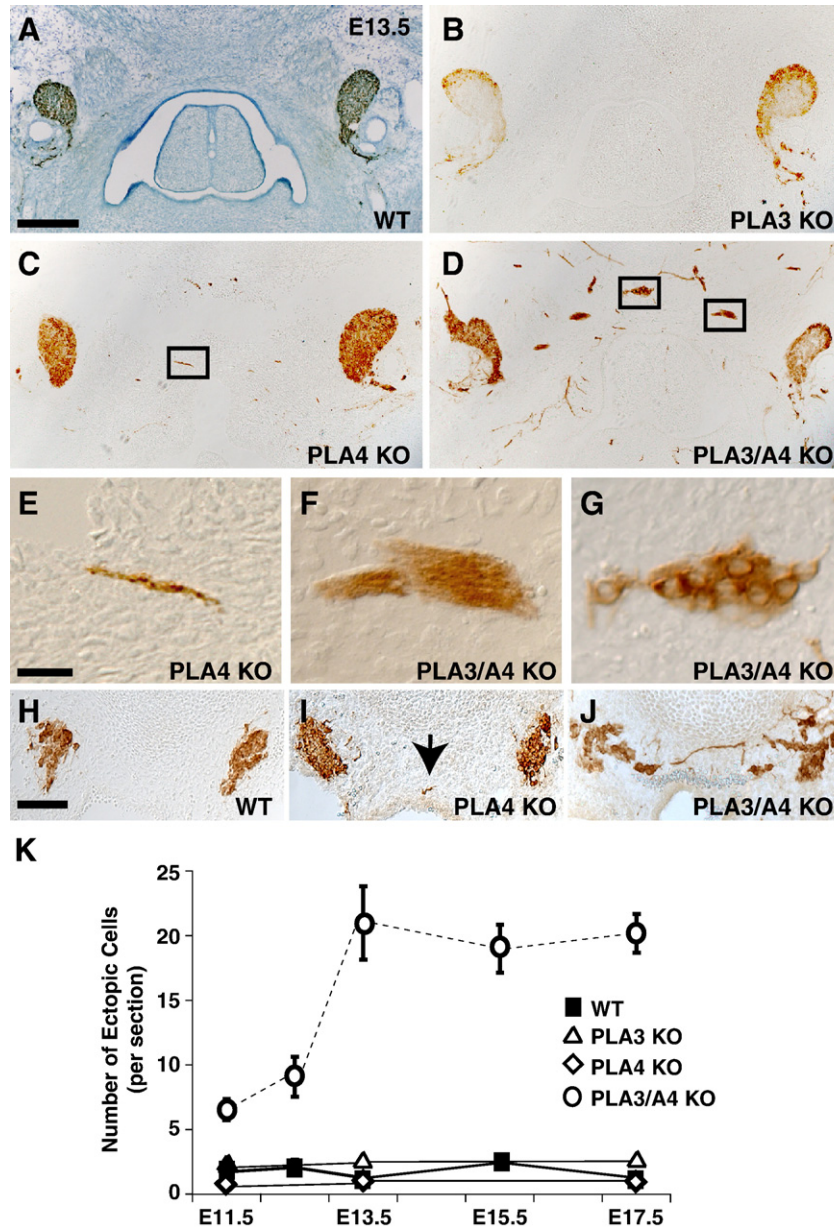 A
E13.5
WT
B
PLA3 KO
C
PLA4 KO
D
PLA3/A4 KO
E
PLA4 KO
F
PLA3/A4 KO
G
PLA3/A4 KO
H
WT
I
PLA4 KO
J
PLA3/A4 KO
K
Number of Ectopic Cells
(per section)
25
20
15
10
5
0
E11.5
E13.5
E15.5
E17.5
WT
PLA3 KO
PLA4 KO
PLA3/A4 KO